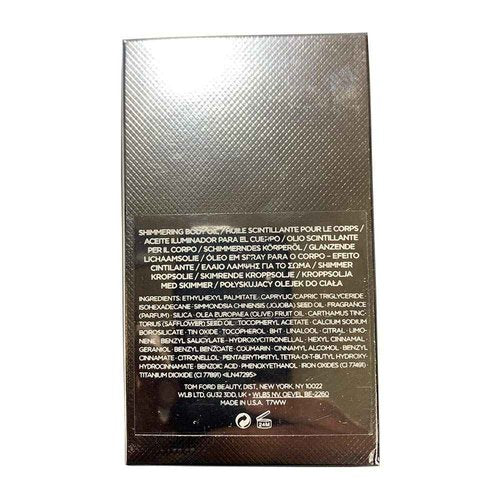 SHIMMERING BODY OIL / HUILE SCINTILLANTE POUR LE CORPS /
ACEITE ILUMINADOR PARA EL CUERPO / OLIO SCINTILLANTE
PER IL CORPO / SCHIMMERNDES KÖRPERÖL / GLANZENDE
LICHAAMSOLIE / ÓLEO EM SPRAY PARA O CORPO – EFEITO
CINTILANTE / ΕΛΑΙΟ ΛΑΜΨΗΣ ΓΙΑ ΤΟ ΣΩΜΑ / SHIMMER
KROPSOLIE / SKIMRENDE KROPPSOLJE / KROPPSOLJA
MED SKIMMER / POŁYSKUJĄCY OLEJEK DO CIAŁA
INGREDIENTS: ETHYLHEXYL PALMITATE • CAPRYLIC/CAPRIC TRIGLYCERIDE
ISOHEXADECANE • SIMMONDSIA CHINENSIS (JOJOBA) SEED OIL • FRAGRANCE
(PARFUM) • SILICA • OLEA EUROPAEA (OLIVE) FRUIT OIL • CARTHAMUS TINC-
TORIUS (SAFFLOWER) SEED OIL • TOCOPHERYL ACETATE • CALCIUM SODIUM
BOROSILICATE • TIN OXIDE • TOCOPHEROL • BHT • LINALOOL • CITRAL • LIMO-
NENE • BENZYL SALICYLATE • HYDROXYCITRONELLAL • HEXYL CINNAMAL
GERANIOL • BENZYL BENZOATE • COUMARIN • CINNAMYL ALCOHOL • BENZYL
CINNAMATE • CITRONELLOL • PENTAERYTHRITYL TETRA-DI-T-BUTYL HYDROXY-
HYDROCINNAMATE • BENZOIC ACID • PHENOXYETHANOL • IRON OXIDES (CI 77491) •
TITANIUM DIOXIDE (CI 77891) <ILN47295>
TOM FORD BEAUTY, DIST. NEW YORK, NY 10022
WLB LTD, GU32 3DD, UK • WLBS NV OEVEL BE-2260
MADE IN U.S.A. T7WW
24M